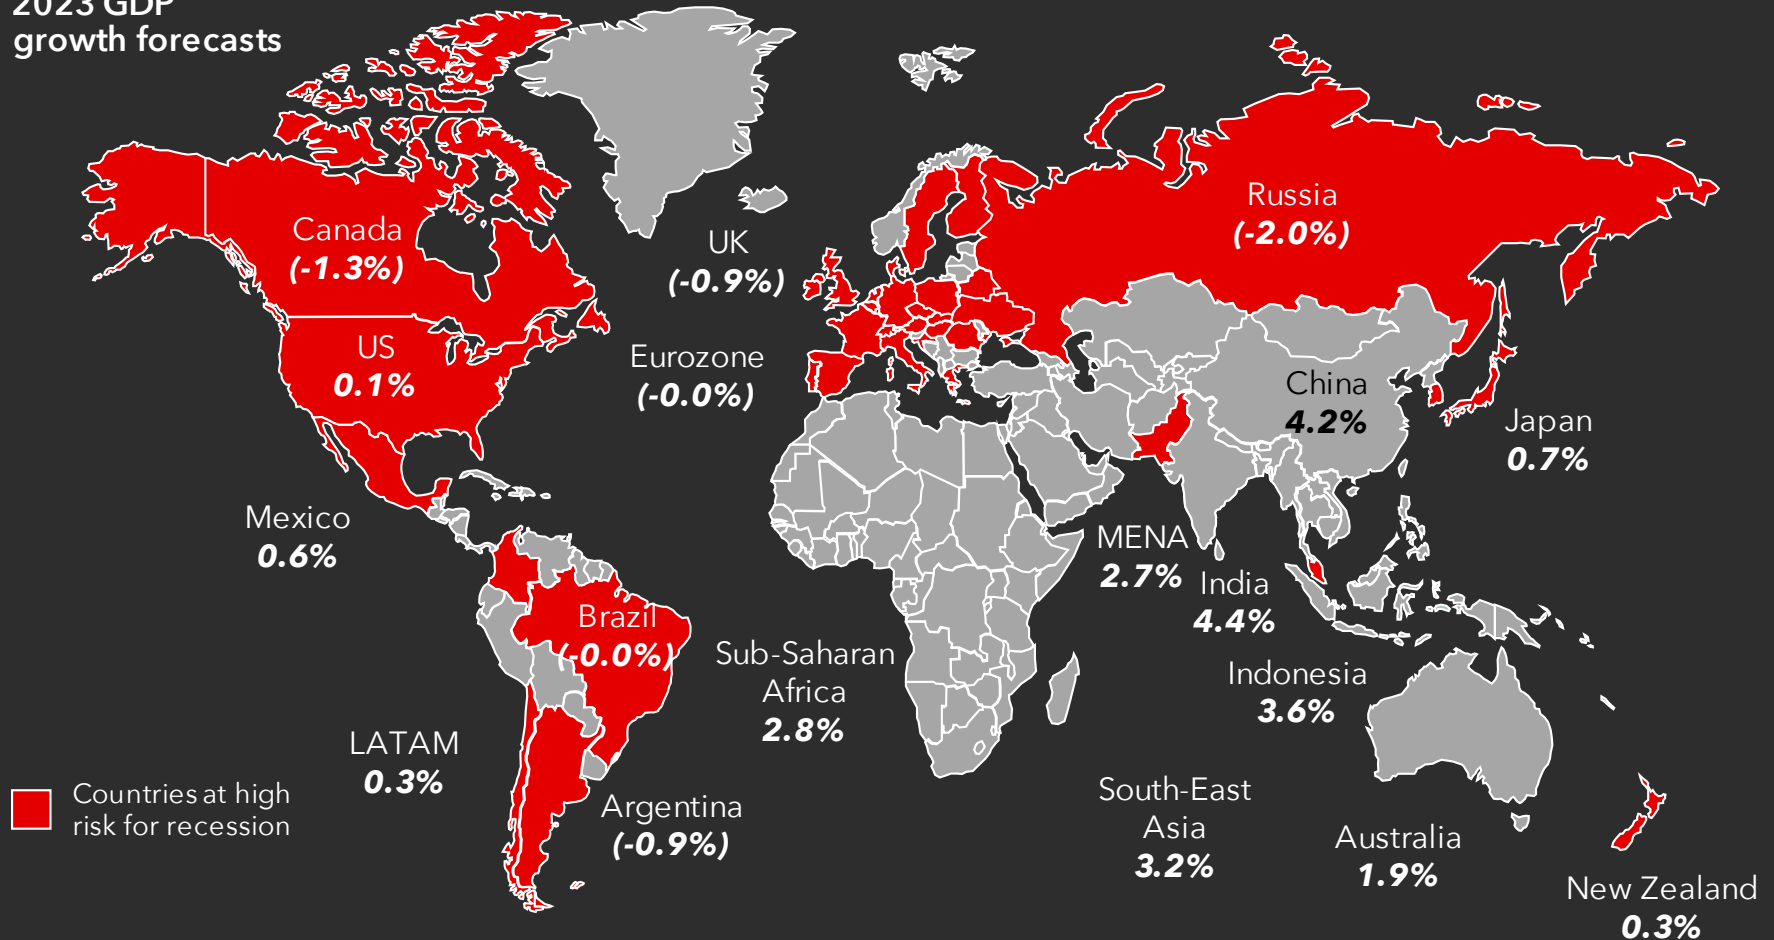 2023 GDP
growth forecasts
Canada
(-1.3%)
US
0.1%
Mexico
0.6%
UK
(-0.9%)
Eurozone
(-0.0%)
Russia
(-2.0%)
China
4.2%
Japan
0.7%
MENA
2.7%
India
4.4%
Brazil
(-0.0%)
Sub-Saharan
Africa
2.8%
Indonesia
3.6%
LATAM
0.3%
Argentina
(-0.9%)
South-East
Asia
3.2%
Australia
1.9%
New Zealand
0.3%
Countries at high
risk for recession